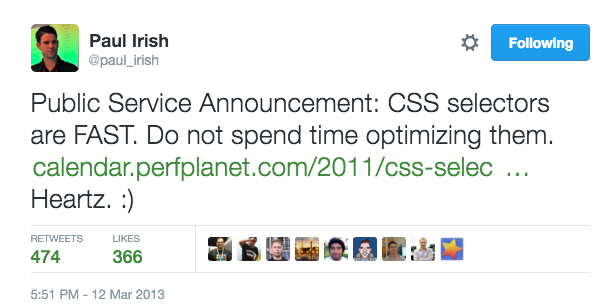 Paul Irish
@paul_irish
Following
Public Service Announcement: CSS selectors
are FAST. Do not spend time optimizing them.
calendar.perfplanet.com/2011/css-selec …
Heartz. :)
RETWEETS LIKES
474 366
5:51 PM - 12 Mar 2013